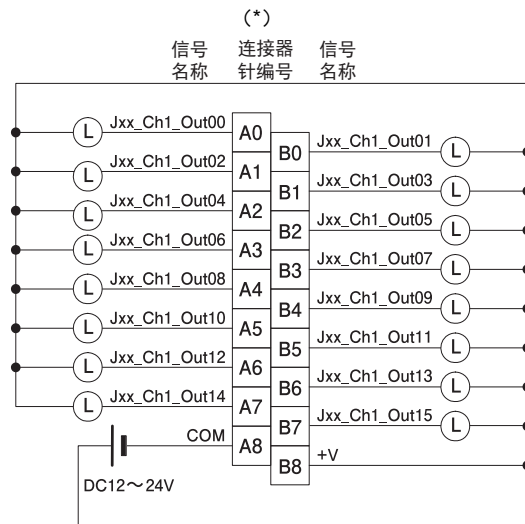 (*)
信号 连接器 信号
名称 针编号 名称
L Jxx_Ch1_Out00 A0
B0 Jxx_Ch1_Out01 L
L Jxx_Ch1_Out02 A1
B1 Jxx_Ch1_Out03 L
L Jxx_Ch1_Out04 A2
B2 Jxx_Ch1_Out05 L
L Jxx_Ch1_Out06 A3
B3 Jxx_Ch1_Out07 L
L Jxx_Ch1_Out08 A4
B4 Jxx_Ch1_Out09 L
L Jxx_Ch1_Out10 A5
B5 Jxx_Ch1_Out11 L
L Jxx_Ch1_Out12 A6
B6 Jxx_Ch1_Out13 L
L Jxx_Ch1_Out14 A7
B7 Jxx_Ch1_Out15 L
COM A8
B8 +V
DC12～24V